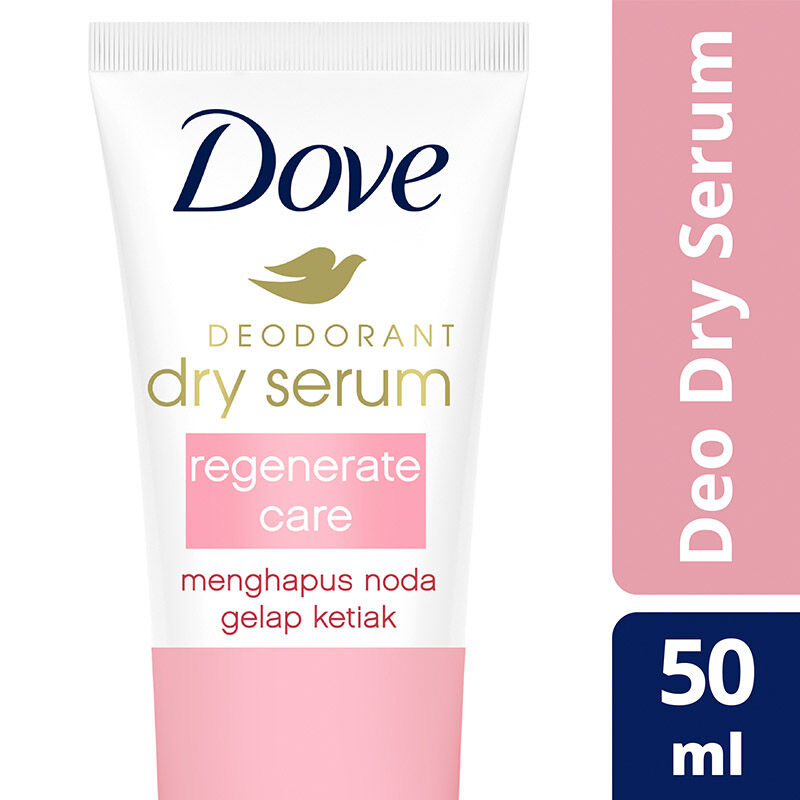 Dove
DEODORANT
dry serum
regenerate
care
menghapus noda
gelap ketiak
Deo Dry Serum
50
ml